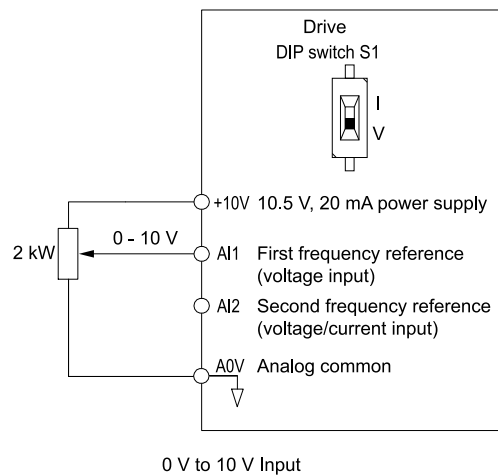 Drive
DIP switch S1
I
V
+10V 10.5 V, 20 mA power supply
2 kW
0 - 10 V
AI1 First frequency reference
(voltage input)
AI2 Second frequency reference
(voltage/current input)
A0V Analog common
0 V to 10 V Input